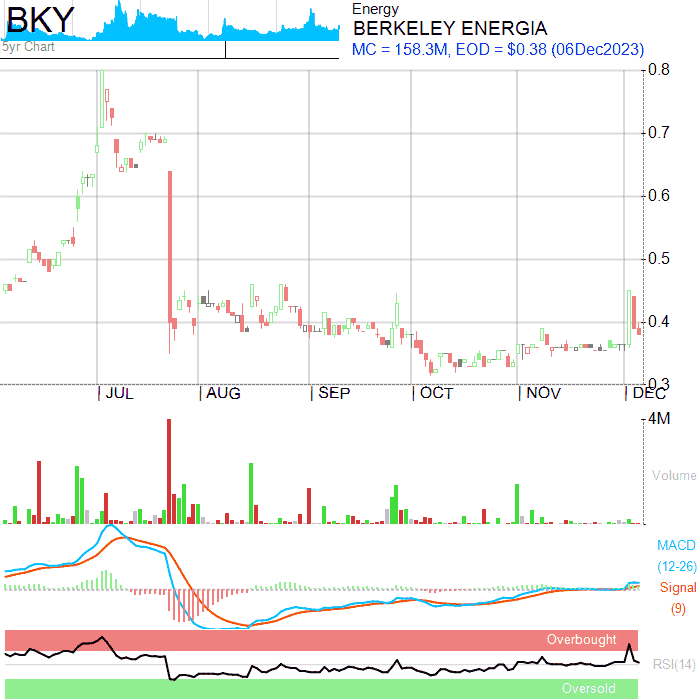 BKY
5yr Chart
Energy
BERKELEY ENERGIA
MC = 158.3M, EOD = $0.38 (06Dec2023)
0.8
0.7
0.6
0.5
0.4
0.3
JUL AUG SEP OCT NOV DEC
4M
Volume
MACD
(12-26)
Signal
(9)
Overbought
RSI(14)
Oversold